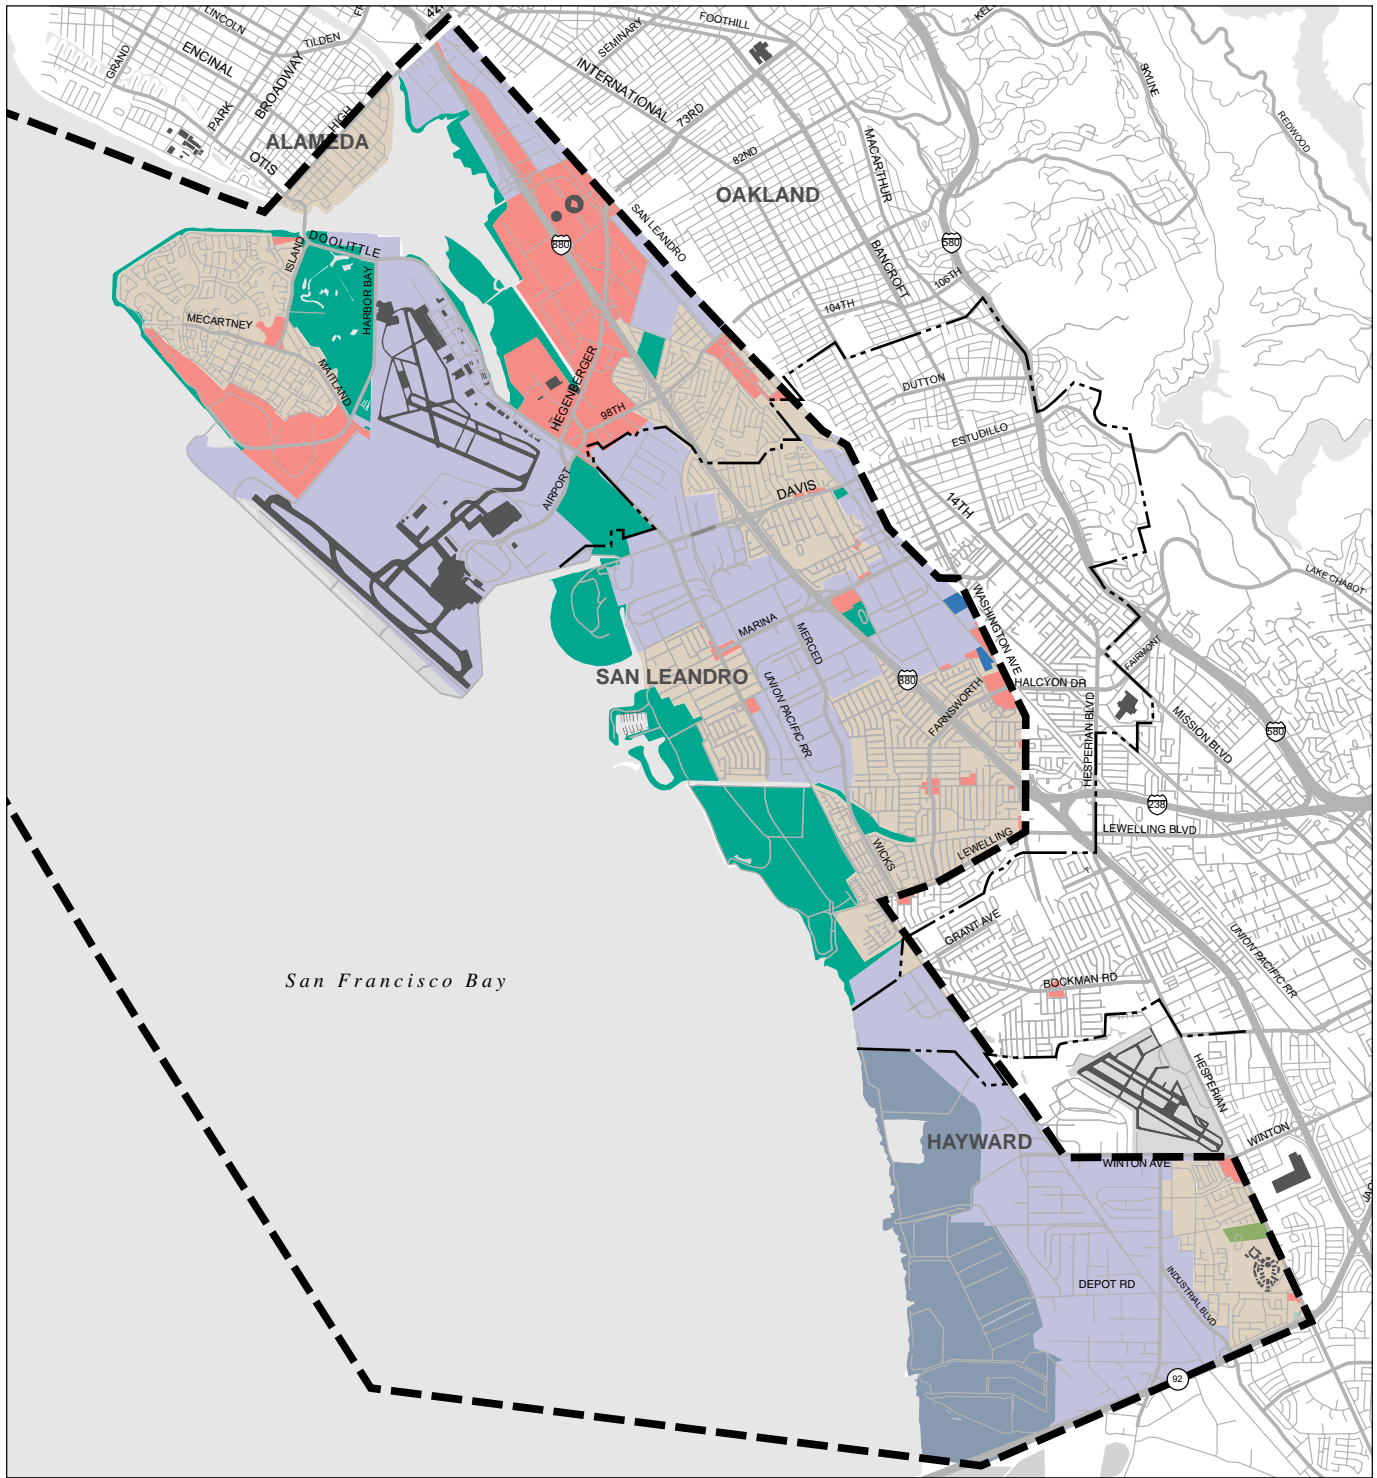 LINCOLN
TILDEN
GRAND
ENCINAL
BROADWAY
PARK
HIGH
ALAMEDA
OTIS
SEMINARY
FOOTHILL
INTERNATIONAL
73RD
82ND
MACARTHUR
SKYLINE
REDWOOD
OAKLAND
SAN LEANDRO
880
580
BANCROFT
106TH
104TH
DOOLITTLE
ISLAND
HARBOR BAY
MECARTNEY
MAITLAND
HEGENBERGER
98TH
AIRPORT
DUTTON
ESTUDILLO
DAVIS
14TH
LAKE CHABOT
WASHINGTON AVE
MARINA
MERCED
FAIRMONT
SAN LEANDRO
880
HALCYON DR
FARNSWORTH
UNION PACIFIC RR
HESPERIAN BLVD
MISSION BLVD
580
238
LEWELLING BLVD
LEWELLING
WICKS
GRANT AVE
UNION PACIFIC RR
San Francisco Bay
BOCKMAN RD
HESPERIAN
HAYWARD
WINTON
WINTON AVE
DEPOT RD
INDUSTRIAL BLVD
92